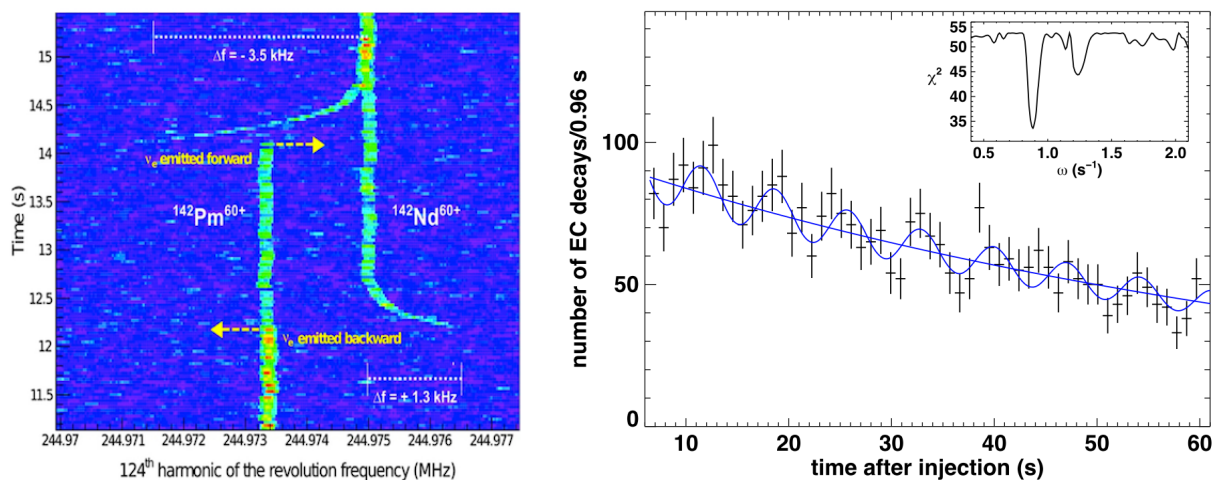 15
14.5
14
13.5
13
12.5
12
11.5
Time (s)
Δf = - 3.5 kHz
νe emitted forward
¹⁴²Pm⁶⁰⁺
¹⁴²Nd⁶⁰⁺
νe emitted backward
Δf = + 1.3 kHz
244.97 244.971 244.972 244.973 244.974 244.975 244.976 244.977
124th harmonic of the revolution frequency (MHz)
number of EC decays/0.96 s
100
50
0
10 20 30 40 50 60
time after injection (s)
55
50
45
40
35
χ²
0.5 1.0 1.5 2.0
ω (s⁻¹)